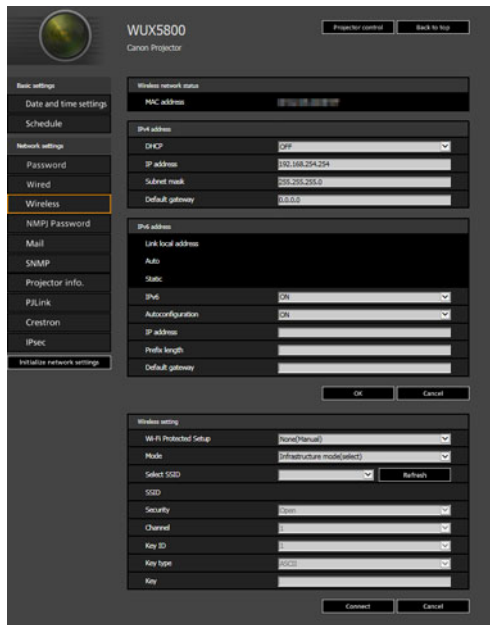 WUX5800
Canon Projector
Projector control
Back to top
Basic settings
Date and time settings
Schedule
Network settings
Password
Wired
Wireless
NMPJ Password
Mail
SNMP
Projector info.
PJLink
Crestron
IPsec
Initialize network settings
Wireless network status
MAC address
IPv4 address
DHCP OFF
IP address 192.168.254.254
Subnet mask 255.255.255.0
Default gateway 0.0.0.0
IPv6 address
Link local address
Auto
Static
IPv6 ON
Autoconfiguration ON
IP address
Prefix length
Default gateway
OK Cancel
Wireless setting
Wi-Fi Protected Setup None(Manual)
Mode Infrastructure mode(select)
Select SSID Refresh
SSID
Security Open
Channel 1
Key ID 1
Key type ASCII
Key
Connect Cancel